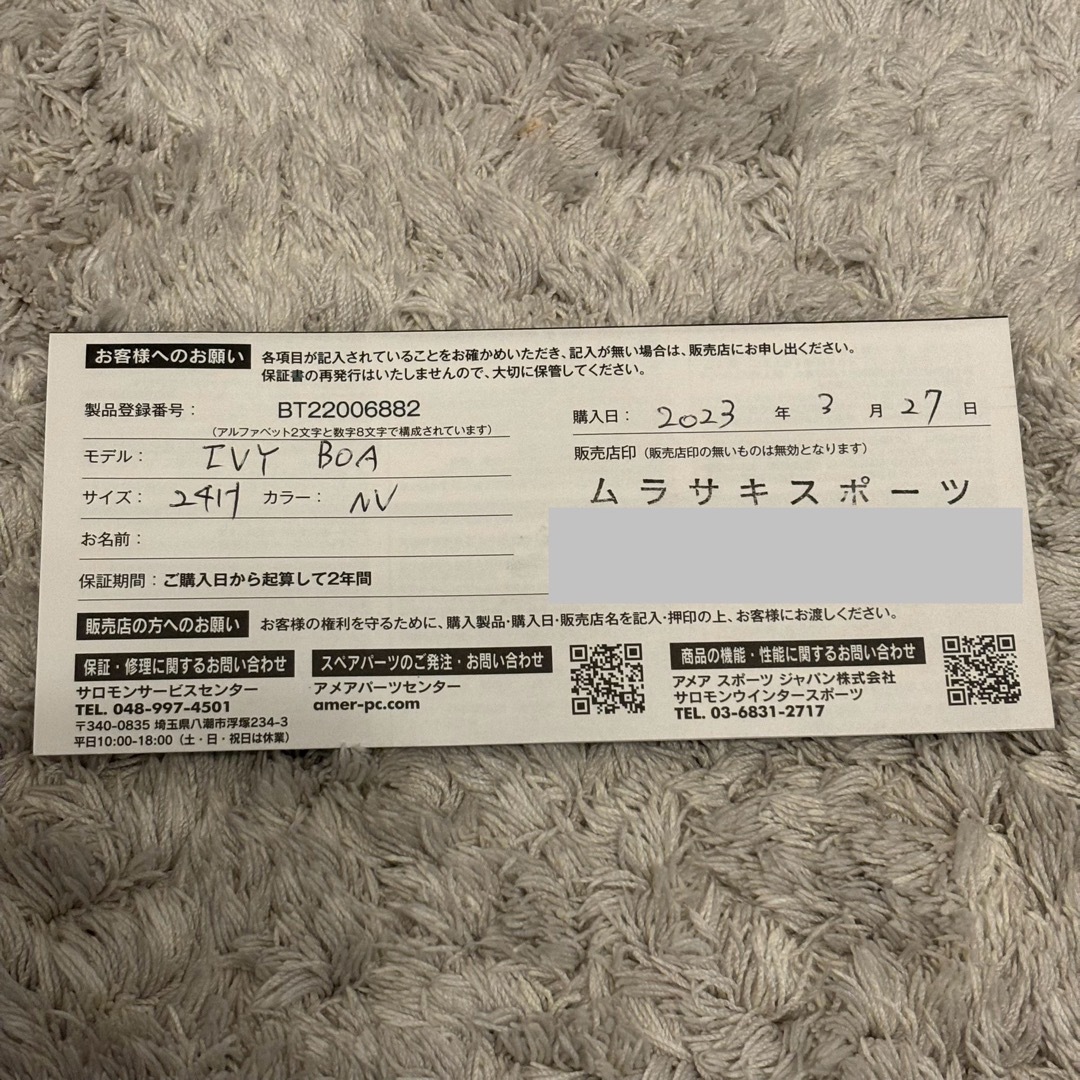 お客様へのお願い 各項目が記入されていることをお確かめいただき、記入が無い場合は、販売店にお申し出ください。
保証書の再発行はいたしませんので、大切に保管してください。
製品登録番号： BT22006882
（アルファベット2文字と数字8文字で構成されています）
モデル： IVY BOA
サイズ： カラー： NV
お名前：
保証期間：ご購入日から起算して2年間
購入日： 2023 年 3 月 27 日
販売店印（販売店印の無いものは無効となります）
ムラサキスポーツ
販売店の方へのお願い お客様の権利を守るために、購入製品・購入日・販売店名を記入・押印の上、お客様にお渡しください。
保証・修理に関するお問い合わせ
サロモンサービスセンター
TEL. 048-997-4501
〒340-0835 埼玉県八潮市浮塚234-3
平日10:00-18:00（土・日・祝日は休業）
スペアパーツのご発注・お問い合わせ
アメアパーツセンター
amer-pc.com
商品の機能・性能に関するお問い合わせ
アメア スポーツ ジャパン株式会社
サロモンウインタースポーツ
TEL. 03-6831-2717